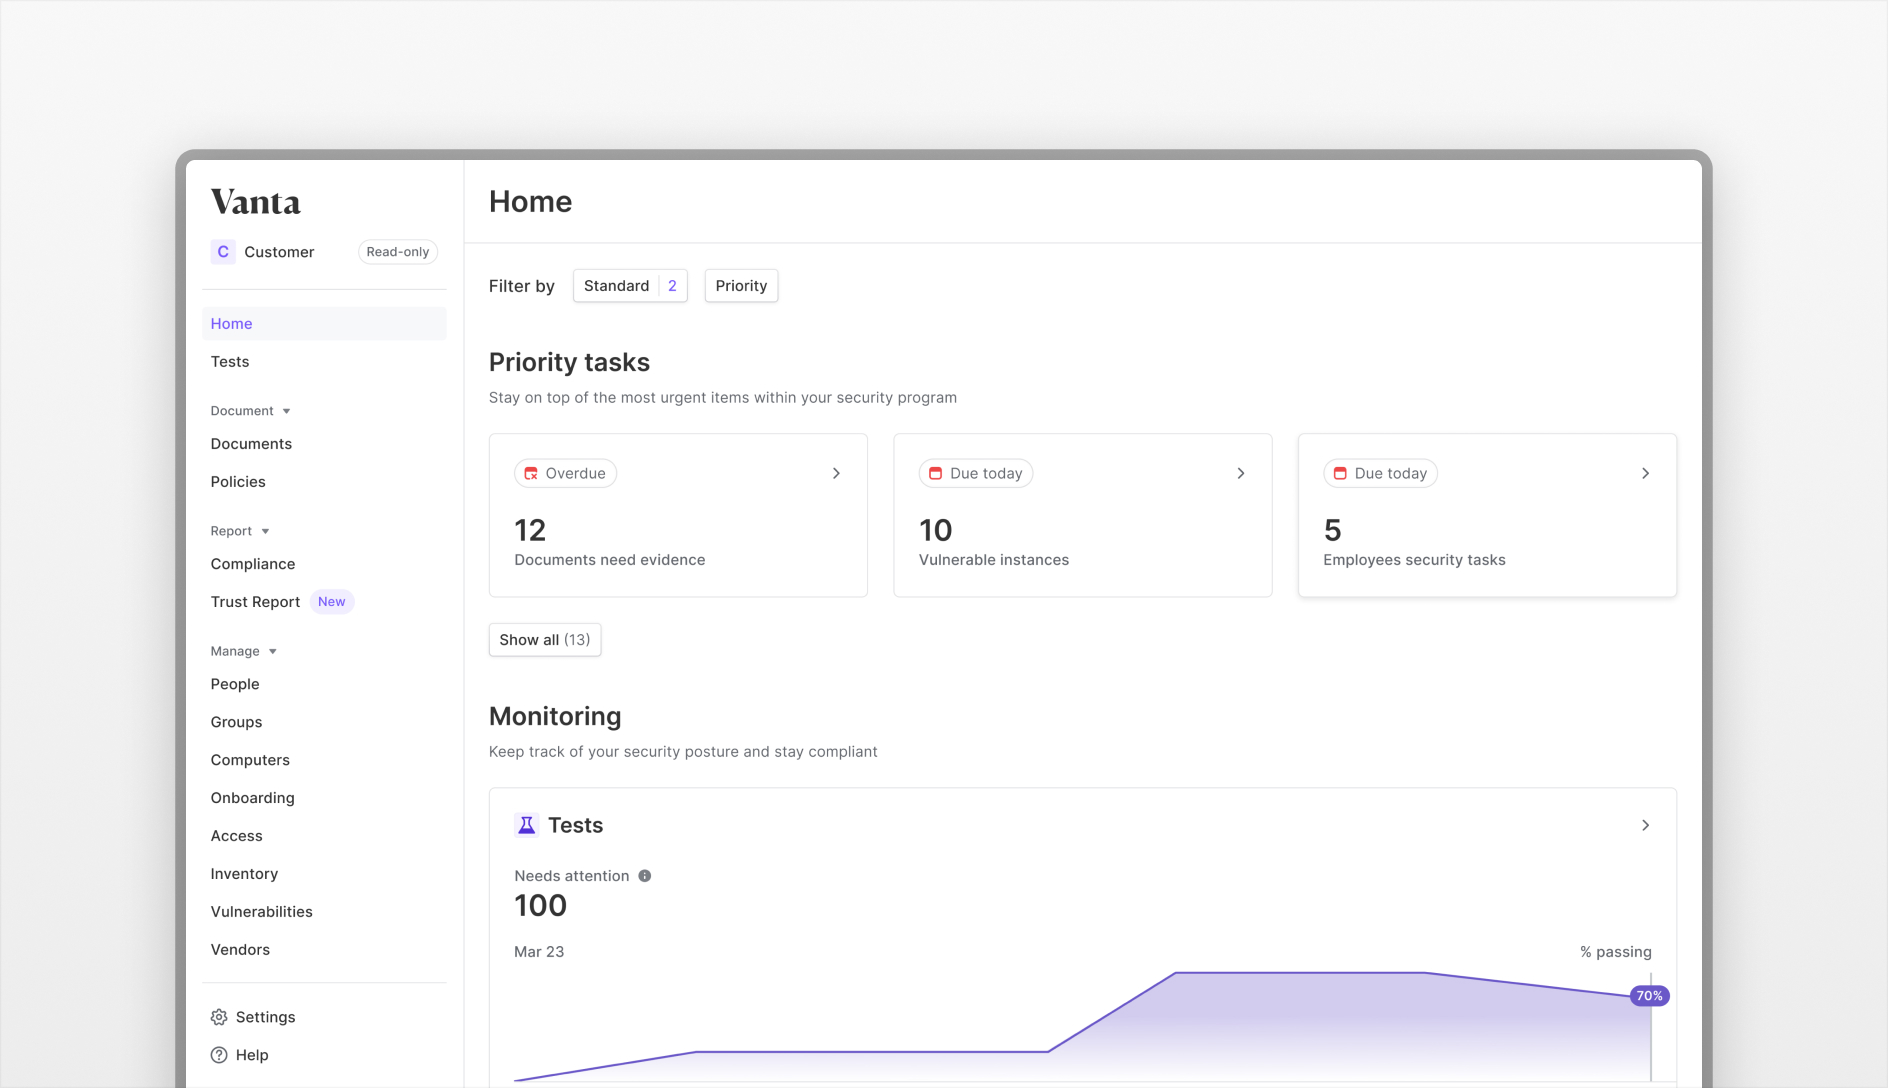 Vanta
C Customer Read-only
Home
Tests
Document
Documents
Policies
Report
Compliance
Trust Report New
Manage
People
Groups
Computers
Onboarding
Access
Inventory
Vulnerabilities
Vendors
Settings
Help
Home
Filter by Standard 2 Priority
Priority tasks
Stay on top of the most urgent items within your security program
Overdue
12
Documents need evidence
Due today
10
Vulnerable instances
Due today
5
Employees security tasks
Show all (13)
Monitoring
Keep track of your security posture and stay compliant
Tests
Needs attention
100
Mar 23
% passing
70%